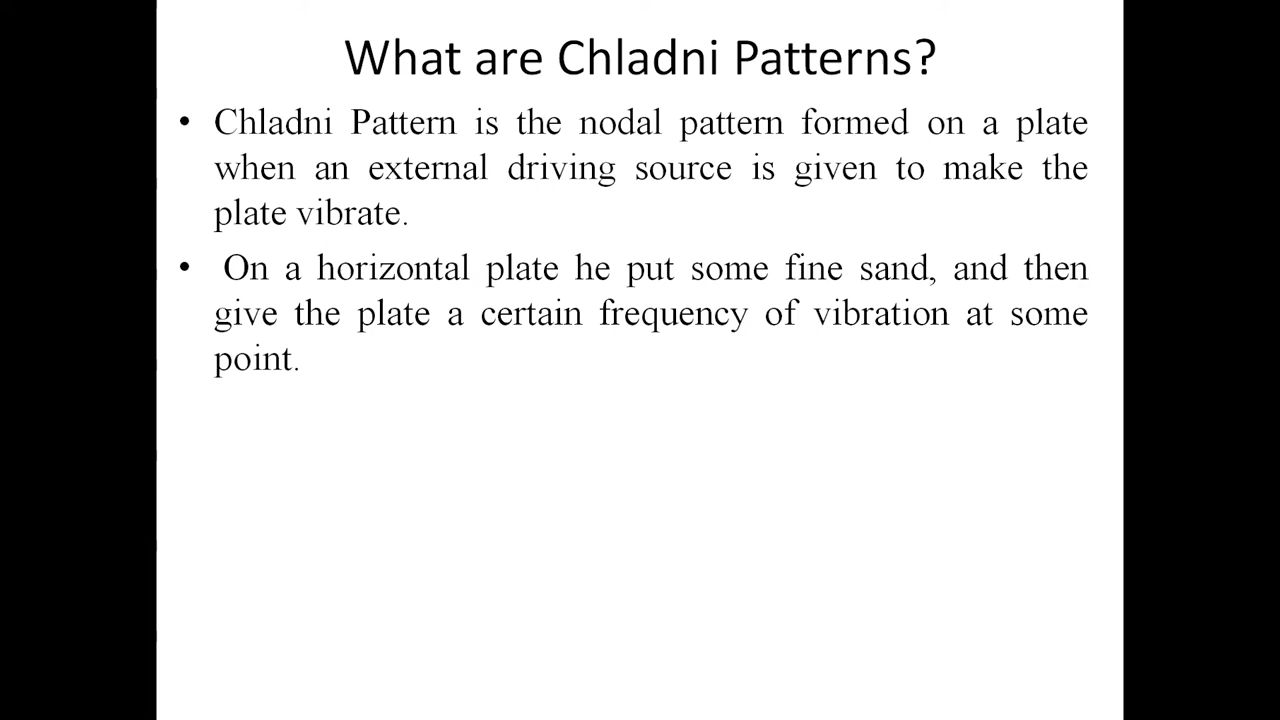 What are Chladni Patterns?
• Chladni Pattern is the nodal pattern formed on a plate
when an external driving source is given to make the
plate vibrate.
• On a horizontal plate he put some fine sand, and then
give the plate a certain frequency of vibration at some
point.